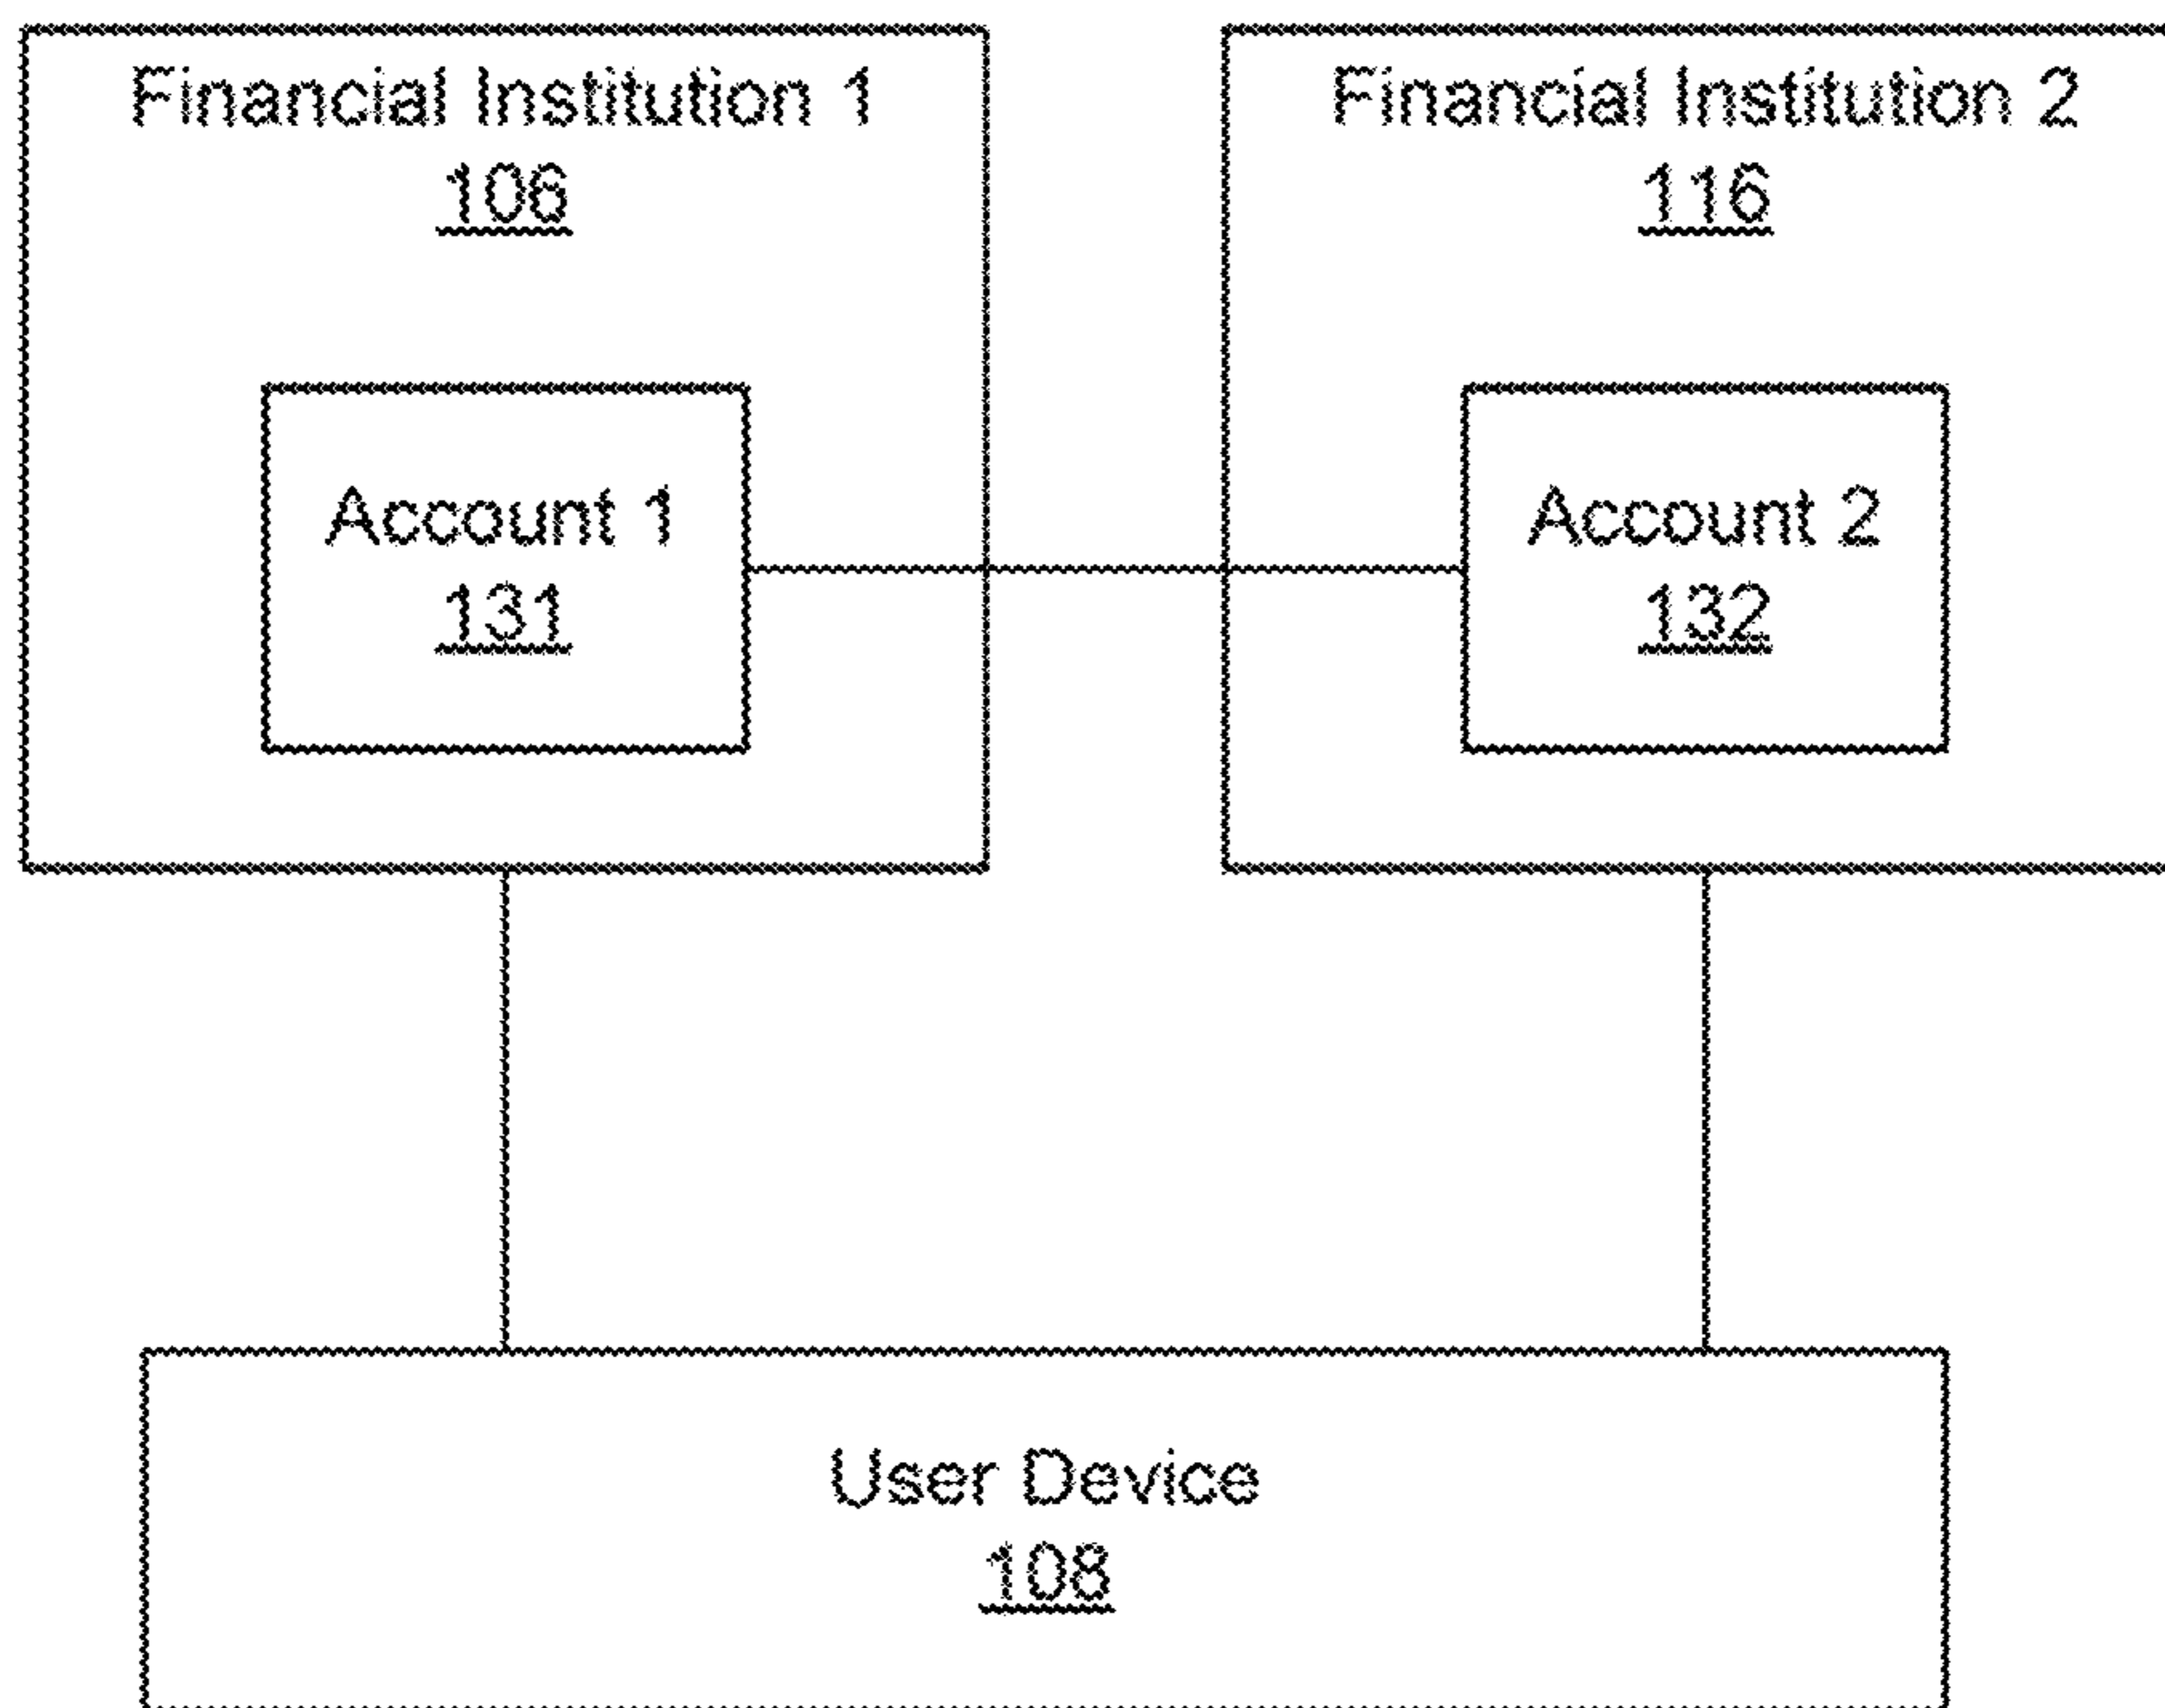 Financial Institution 1
106
Financial Institution 2
116
Account 1
131
Account 2
132
User Device
108